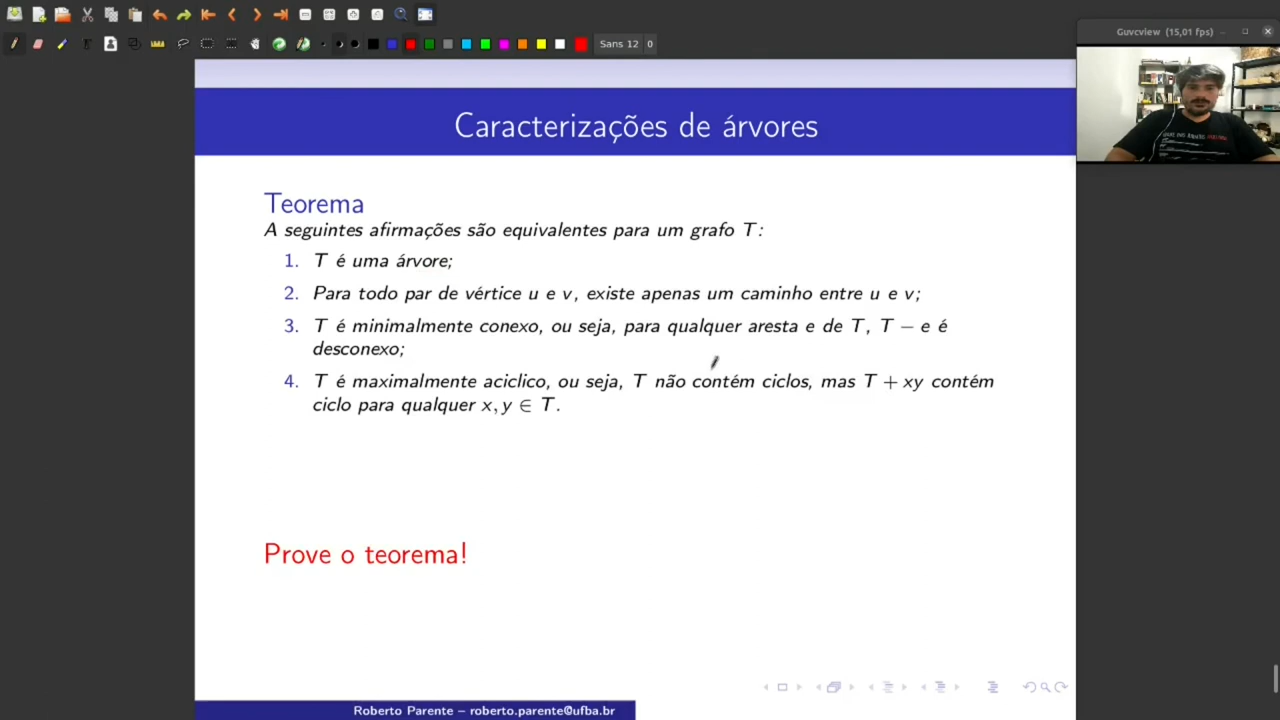 Guvcview (15,01 fps)
Sans 12 0
Caracterizações de árvores
Teorema
A seguintes afirmações são equivalentes para um grafo T:
1. T é uma árvore;
2. Para todo par de vértice u e v, existe apenas um caminho entre u e v;
3. T é minimalmente conexo, ou seja, para qualquer aresta e de T, T − e é
desconexo;
4. T é maximalmente aciclico, ou seja, T não contém ciclos, mas T + xy contém
ciclo para qualquer x, y ∈ T.
Prove o teorema!
Roberto Parente – roberto.parente@ufba.br